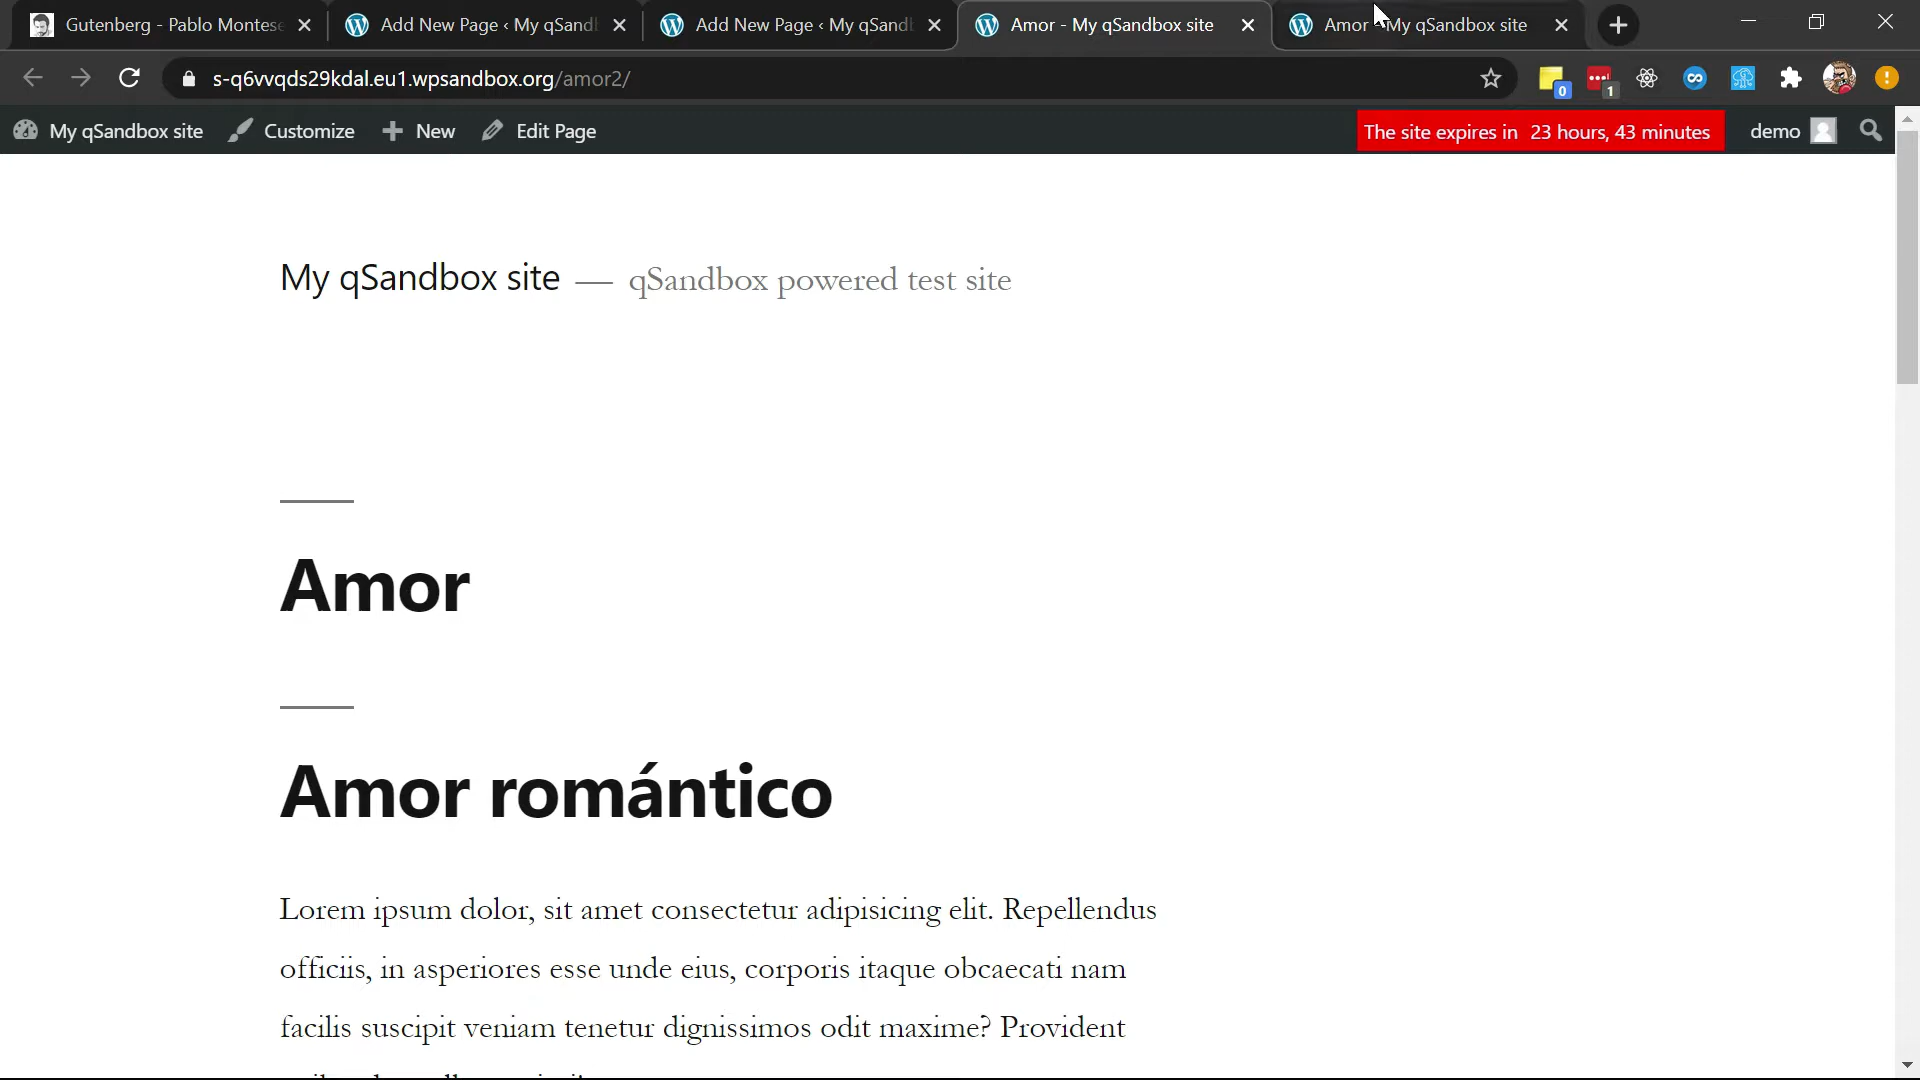 Gutenberg - Pablo Montese
Add New Page ‹ My qSandl
Add New Page ‹ My qSandl
Amor - My qSandbox site
Amor - My qSandbox site
s-q6vvqds29kdal.eu1.wpsandbox.org/amor2/
0
1
My qSandbox site
Customize
New
Edit Page
The site expires in 23 hours, 43 minutes
demo
My qSandbox site — qSandbox powered test site
Amor
Amor romántico
Lorem ipsum dolor, sit amet consectetur adipisicing elit. Repellendus
officiis, in asperiores esse unde eius, corporis itaque obcaecati nam
facilis suscipit veniam tenetur dignissimos odit maxime? Provident